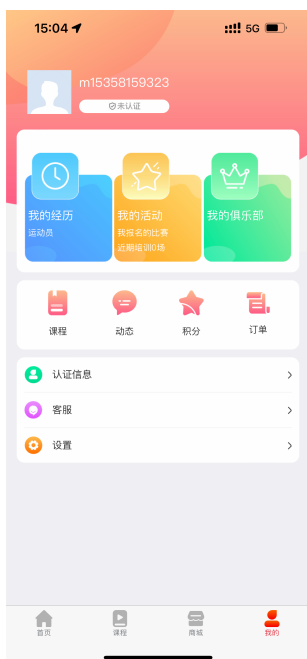 15:04
5G
m15358159323
未认证
我的经历
运动员
我的活动
我报名的比赛
近期培训0场
我的俱乐部
课程
动态
积分
订单
认证信息
客服
设置
首页
课程
商城
我的